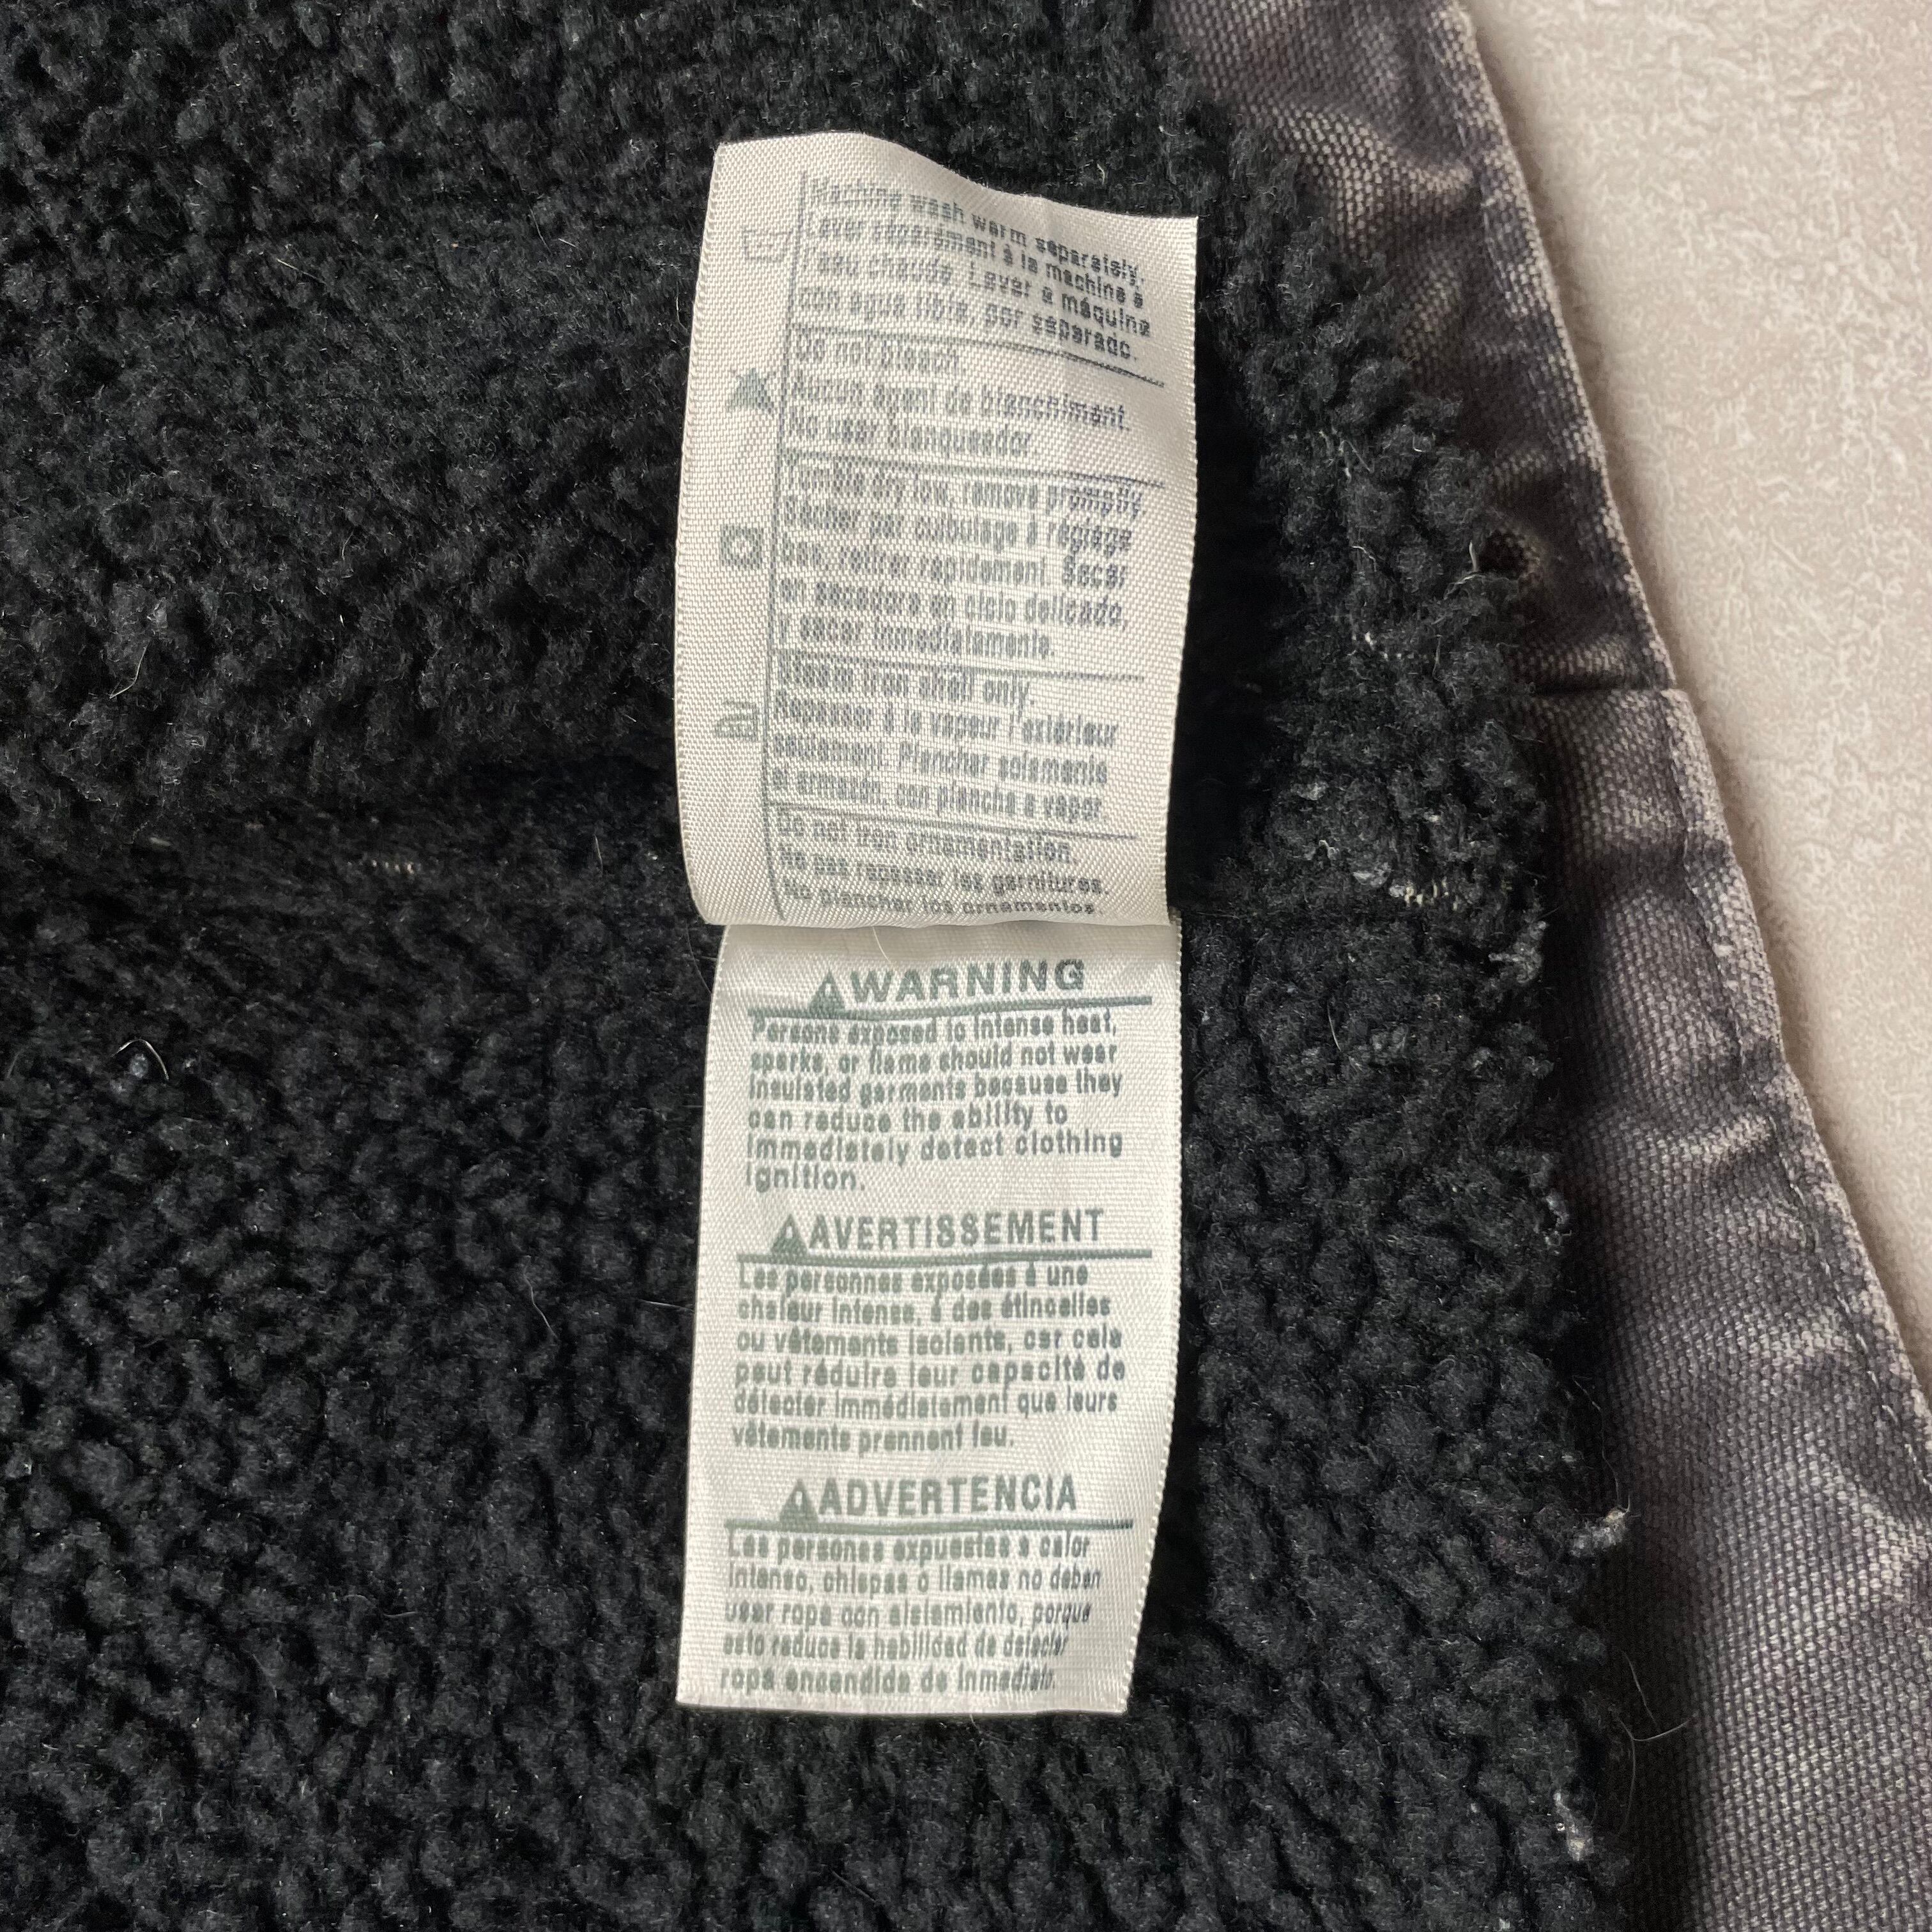 Machine wash warm separately.
Laver séparément à la machine à
l'eau chaude. Lavar a máquina
con agua tibia, por séparado.
Do not bleach.
Aucun agent de blanchiment.
No usar blanqueador.
Tumble dry low, remove promptly
Sécher par culbulage à réglage
bas, retirer rapidement. Secar
en secadora en ciclo delicado,
y secar inmediatamente.
Steam iron shell only.
Repasser à la vapeur l'extérieur
seulement. Planchar solamente
el armazón, con plancha a vapor
Do not iron ornamentation.
Ne pas repasser les garnitures.
No planchar los ornamentos.
WARNING
Persons exposed to intense heat,
sparks, or flame should not wear
insulated garments because they
can reduce the ability to
immediately detect clothing
ignition.
AVERTISSEMENT
Les personnes exposées à une
chaleur intense, à des étincelles
ou vêtements isolants, car cela
peut réduire leur capacité de
détecter immédiatement que leurs
vêtements prennent feu.
ADVERTENCIA
Las personas expuestas a calor
intenso, chispas o llamas no deben
usar ropa con aislamiento, porque
esto reduce la habilidad de detectar
ropa encendida de inmediato.